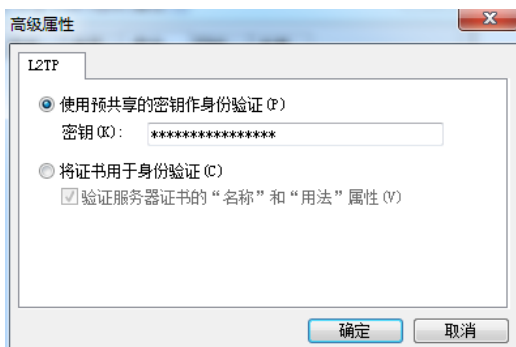 高级属性
L2TP
使用预共享的密钥作身份验证(P)
密钥(K): ****************
将证书用于身份验证(C)
验证服务器证书的“名称”和“用法”属性(V)
确定 取消